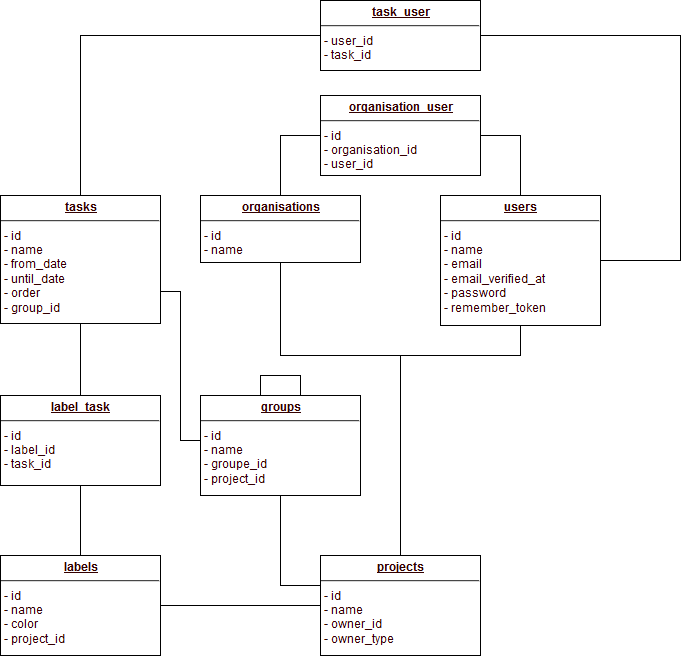 task_user
- user_id
- task_id
organisation_user
- id
- organisation_id
- user_id
tasks
- id
- name
- from_date
- until_date
- order
- group_id
organisations
- id
- name
users
- id
- name
- email
- email_verified_at
- password
- remember_token
label_task
- id
- label_id
- task_id
groups
- id
- name
- groupe_id
- project_id
labels
- id
- name
- color
- project_id
projects
- id
- name
- owner_id
- owner_type